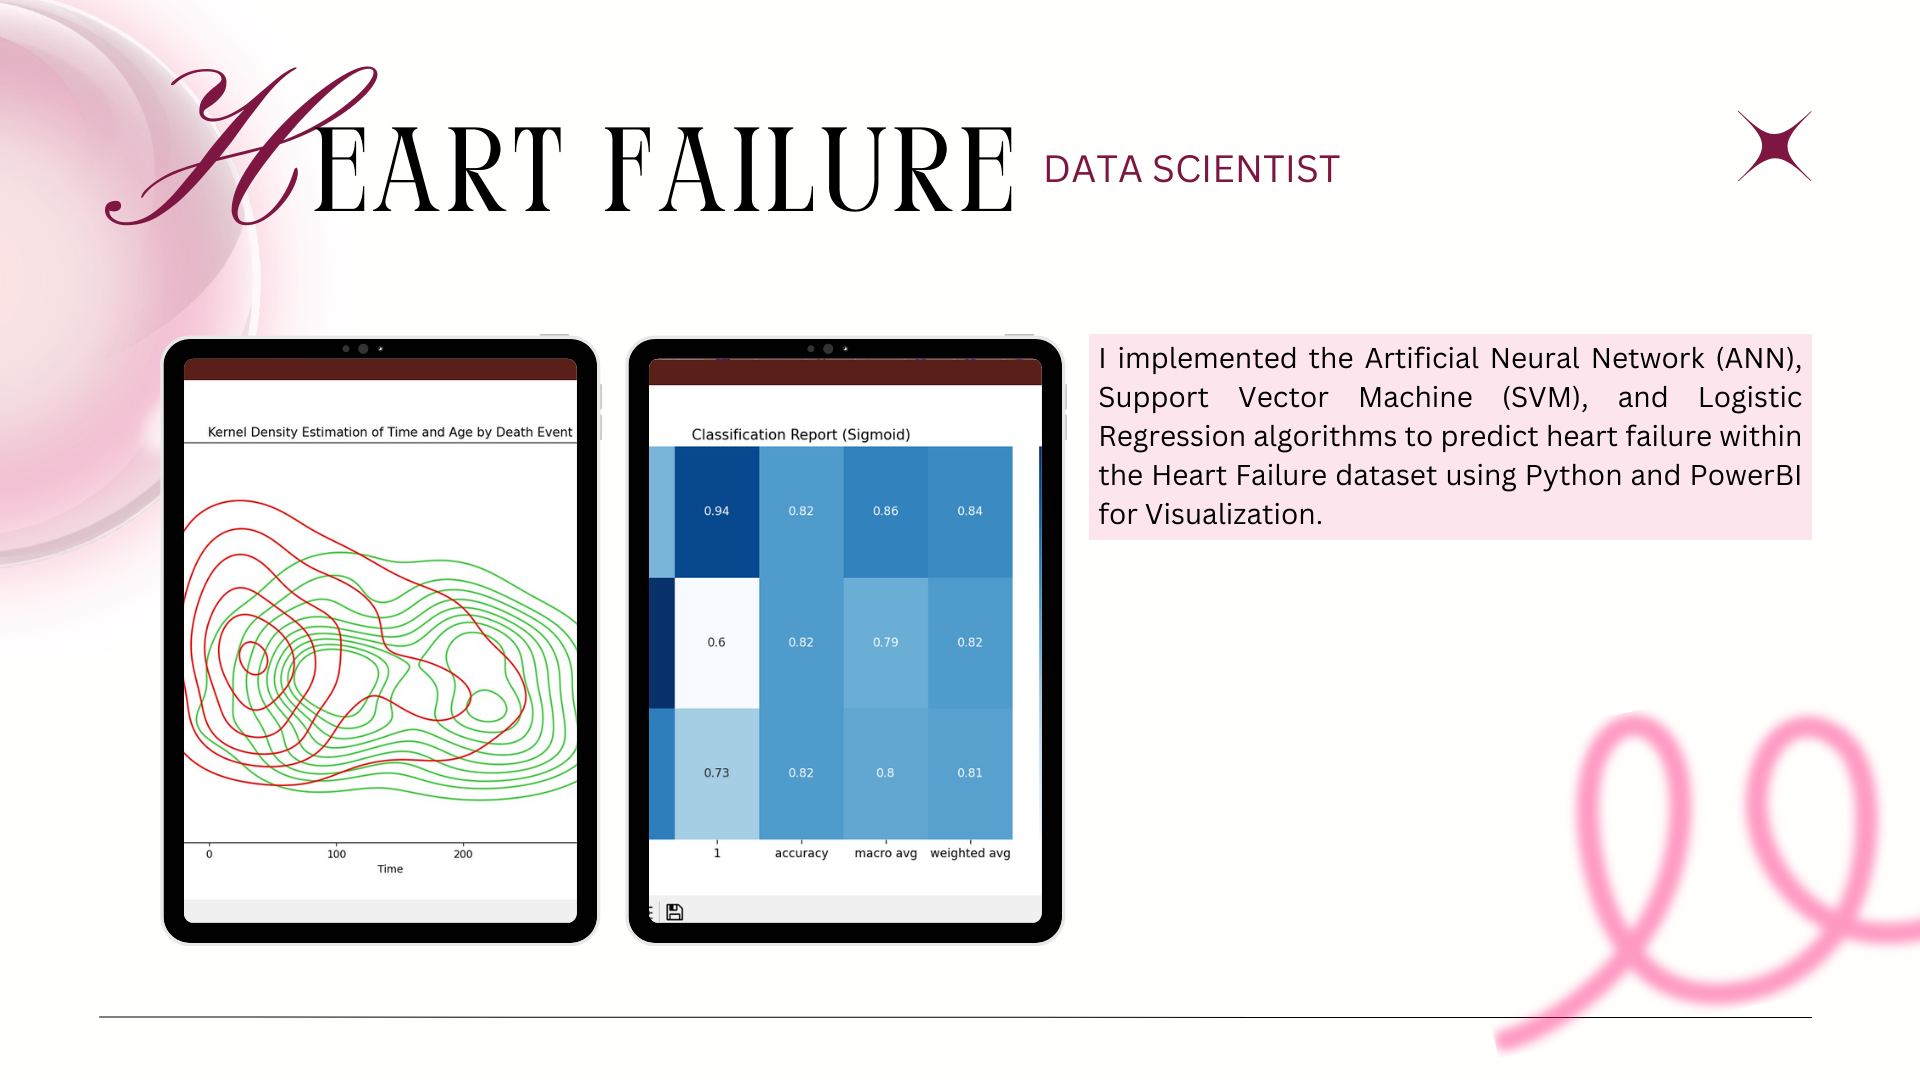 HEART FAILURE DATA SCIENTIST
Kernel Density Estimation of Time and Age by Death Event
0 100 200
Time
Classification Report (Sigmoid)
0.94 0.82 0.86 0.84
0.6 0.82 0.79 0.82
0.73 0.82 0.8 0.81
1 accuracy macro avg weighted avg
I implemented the Artificial Neural Network (ANN),
Support Vector Machine (SVM), and Logistic
Regression algorithms to predict heart failure within
the Heart Failure dataset using Python and PowerBI
for Visualization.